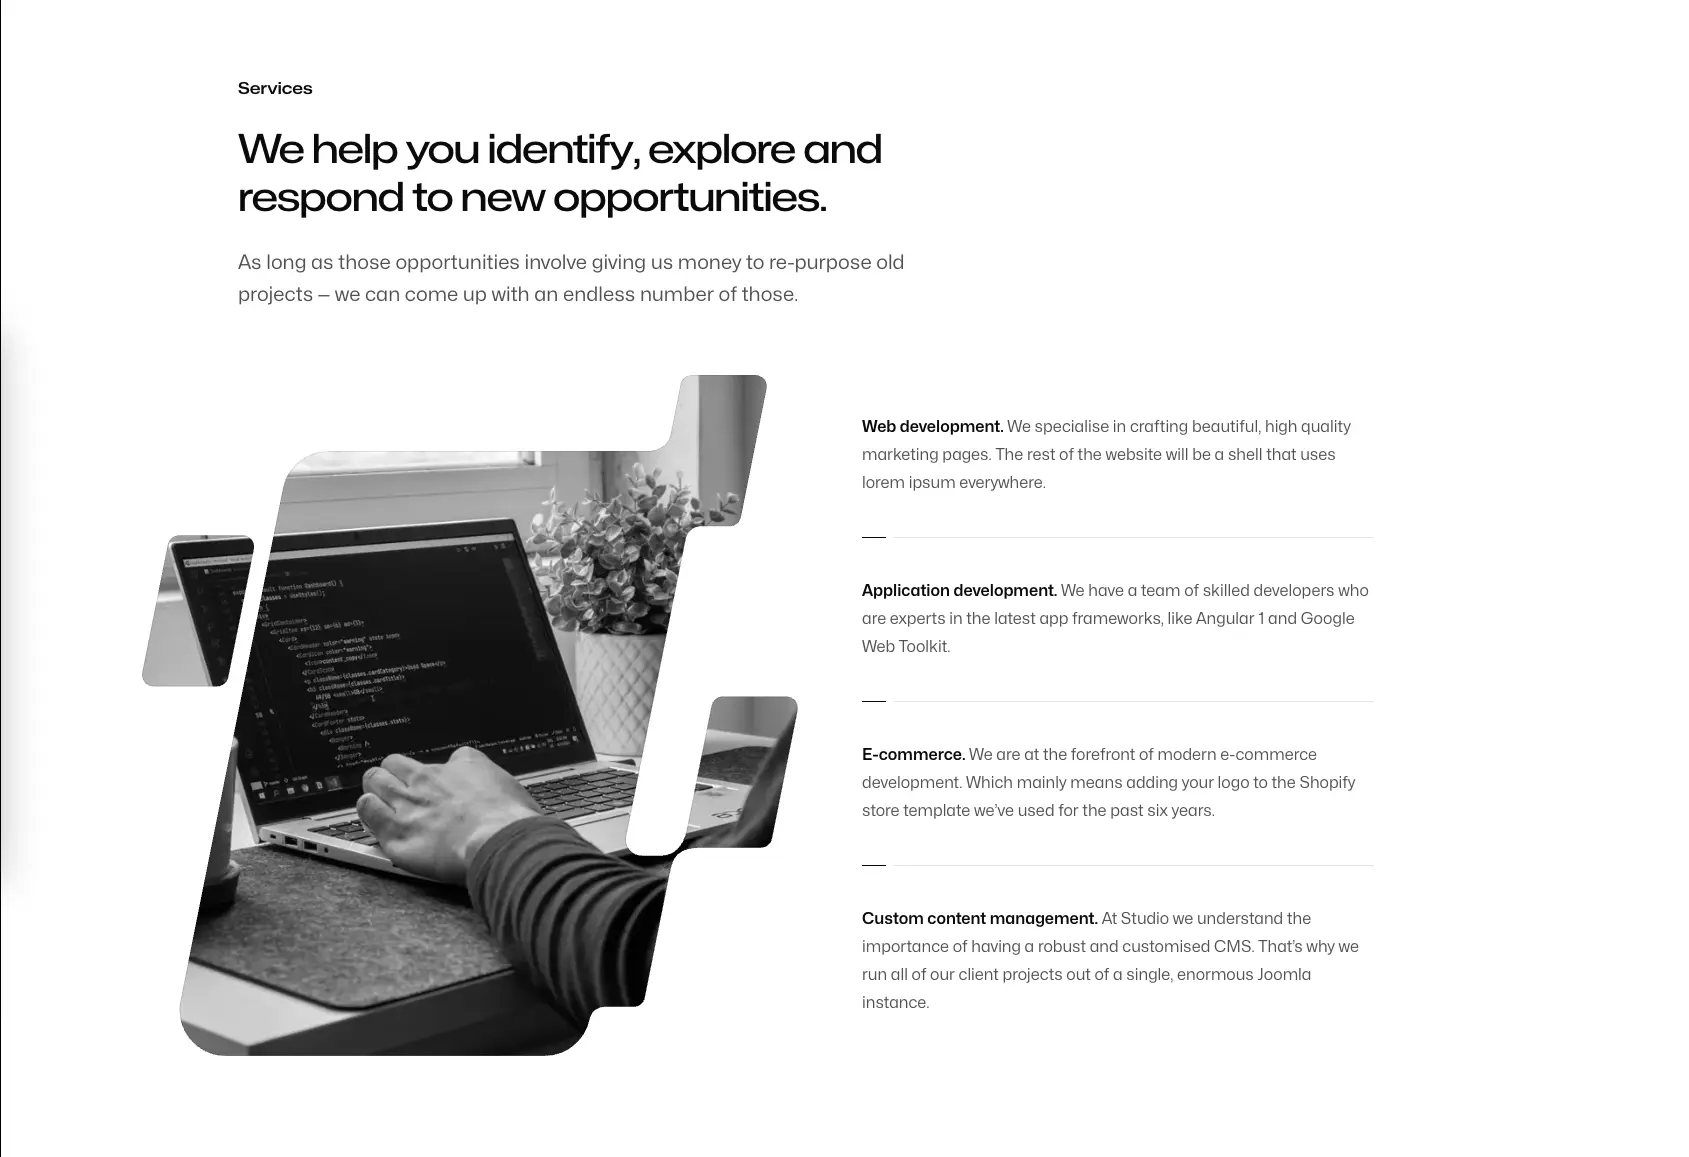 Services
We help you identify, explore and
respond to new opportunities.
As long as those opportunities involve giving us money to re-purpose old
projects — we can come up with an endless number of those.
Web development. We specialise in crafting beautiful, high quality
marketing pages. The rest of the website will be a shell that uses
lorem ipsum everywhere.
Application development. We have a team of skilled developers who
are experts in the latest app frameworks, like Angular 1 and Google
Web Toolkit.
E-commerce. We are at the forefront of modern e-commerce
development. Which mainly means adding your logo to the Shopify
store template we’ve used for the past six years.
Custom content management. At Studio we understand the
importance of having a robust and customised CMS. That’s why we
run all of our client projects out of a single, enormous Joomla
instance.